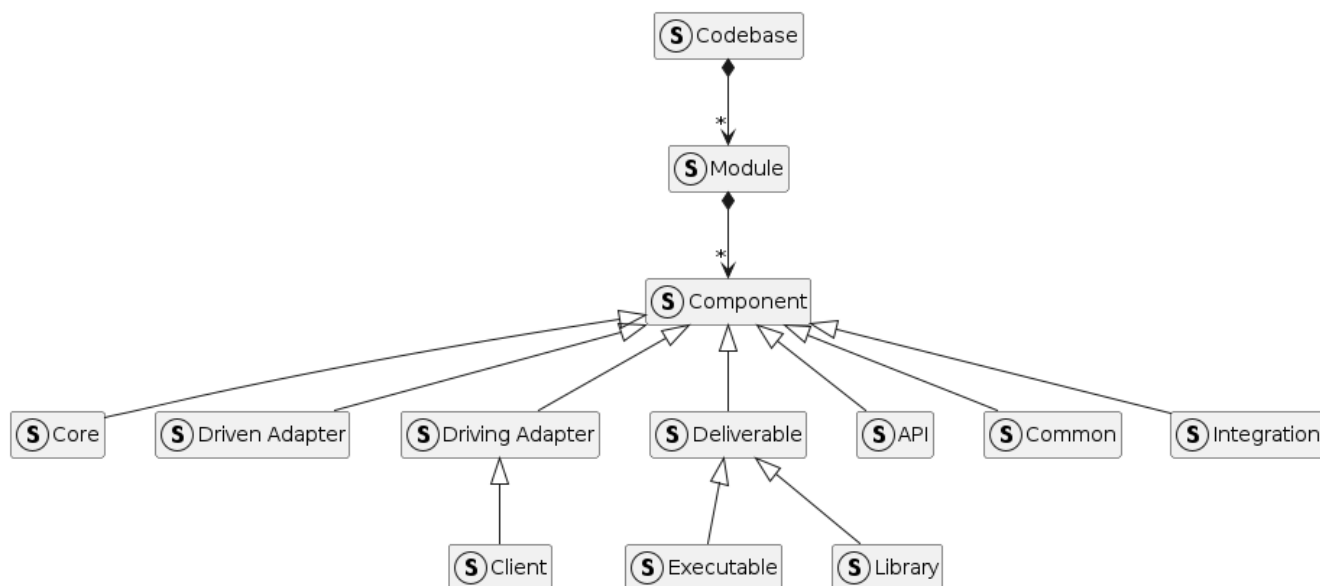 S Codebase
*
S Module
*
S Component
S Core S Driven Adapter S Driving Adapter S Deliverable S API S Common S Integration
S Client S Executable S Library